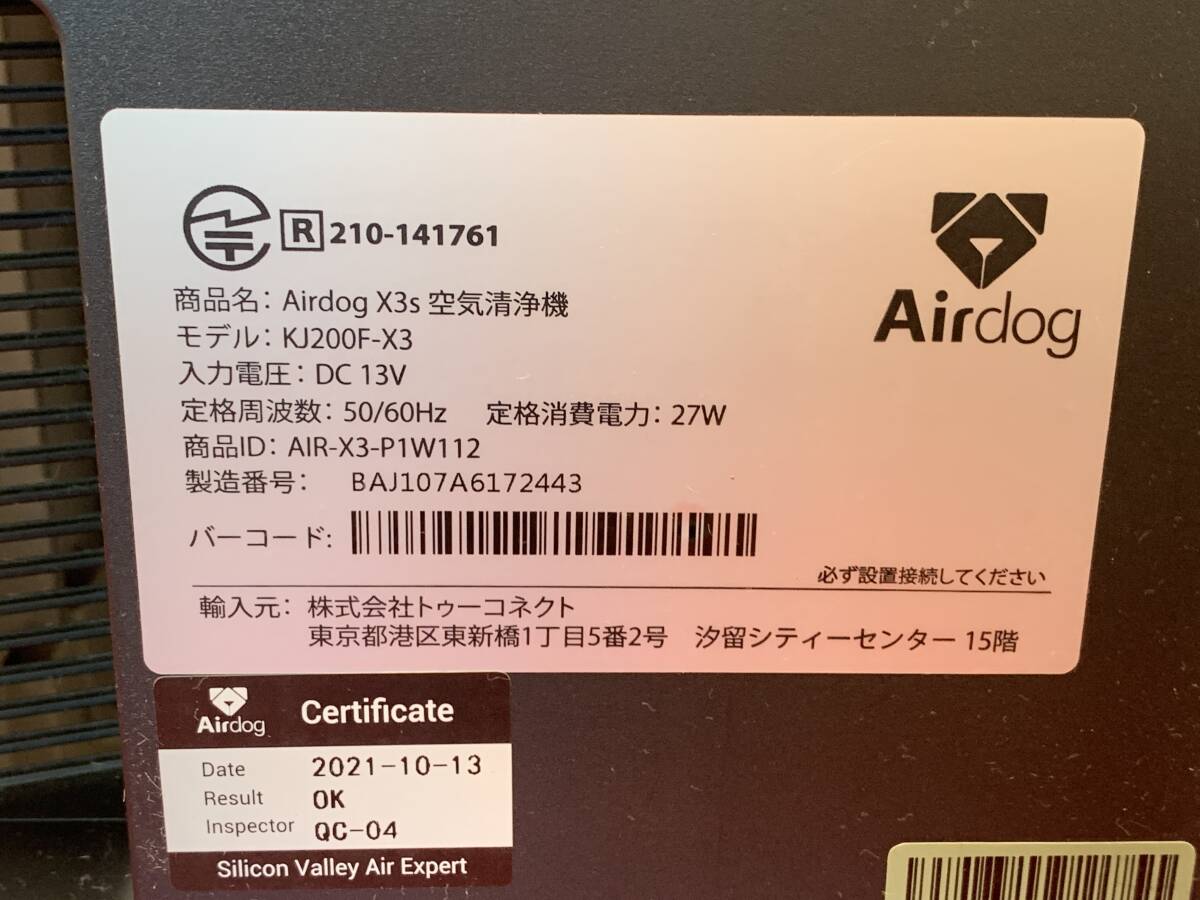 R 210-141761
商品名: Airdog X3s 空気清浄機
モデル: KJ200F-X3
入力電圧: DC 13V
定格周波数: 50/60Hz 定格消費電力: 27W
商品ID: AIR-X3-P1W112
製造番号: BAJ107A6172443
バーコード:
Airdog
必ず設置接続してください
輸入元: 株式会社トゥーコネクト
東京都港区東新橋1丁目5番2号 汐留シティーセンター 15階
Airdog Certificate
Date 2021-10-13
Result OK
Inspector QC-04
Silicon Valley Air Expert